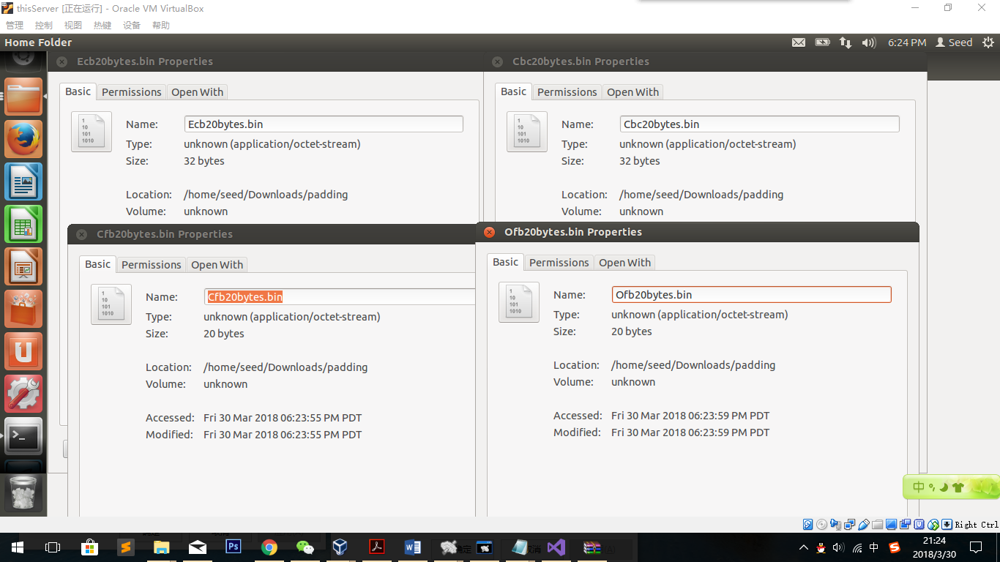 thisServer [正在运行] - Oracle VM VirtualBox
管理 控制 视图 热键 设备 帮助
Home Folder 6:24 PM Seed
Ecb20bytes.bin Properties
Basic Permissions Open With
Name: Ecb20bytes.bin
Type: unknown (application/octet-stream)
Size: 32 bytes
Location: /home/seed/Downloads/padding
Volume: unknown
Cbc20bytes.bin Properties
Basic Permissions Open With
Name: Cbc20bytes.bin
Type: unknown (application/octet-stream)
Size: 32 bytes
Location: /home/seed/Downloads/padding
Volume: unknown
Cfb20bytes.bin Properties
Basic Permissions Open With
Name: Cfb20bytes.bin
Type: unknown (application/octet-stream)
Size: 20 bytes
Location: /home/seed/Downloads/padding
Volume: unknown
Accessed: Fri 30 Mar 2018 06:23:55 PM PDT
Modified: Fri 30 Mar 2018 06:23:55 PM PDT
Ofb20bytes.bin Properties
Basic Permissions Open With
Name: Ofb20bytes.bin
Type: unknown (application/octet-stream)
Size: 20 bytes
Location: /home/seed/Downloads/padding
Volume: unknown
Accessed: Fri 30 Mar 2018 06:23:59 PM PDT
Modified: Fri 30 Mar 2018 06:23:59 PM PDT
中
Right Ctrl
中
21:24
2018/3/30